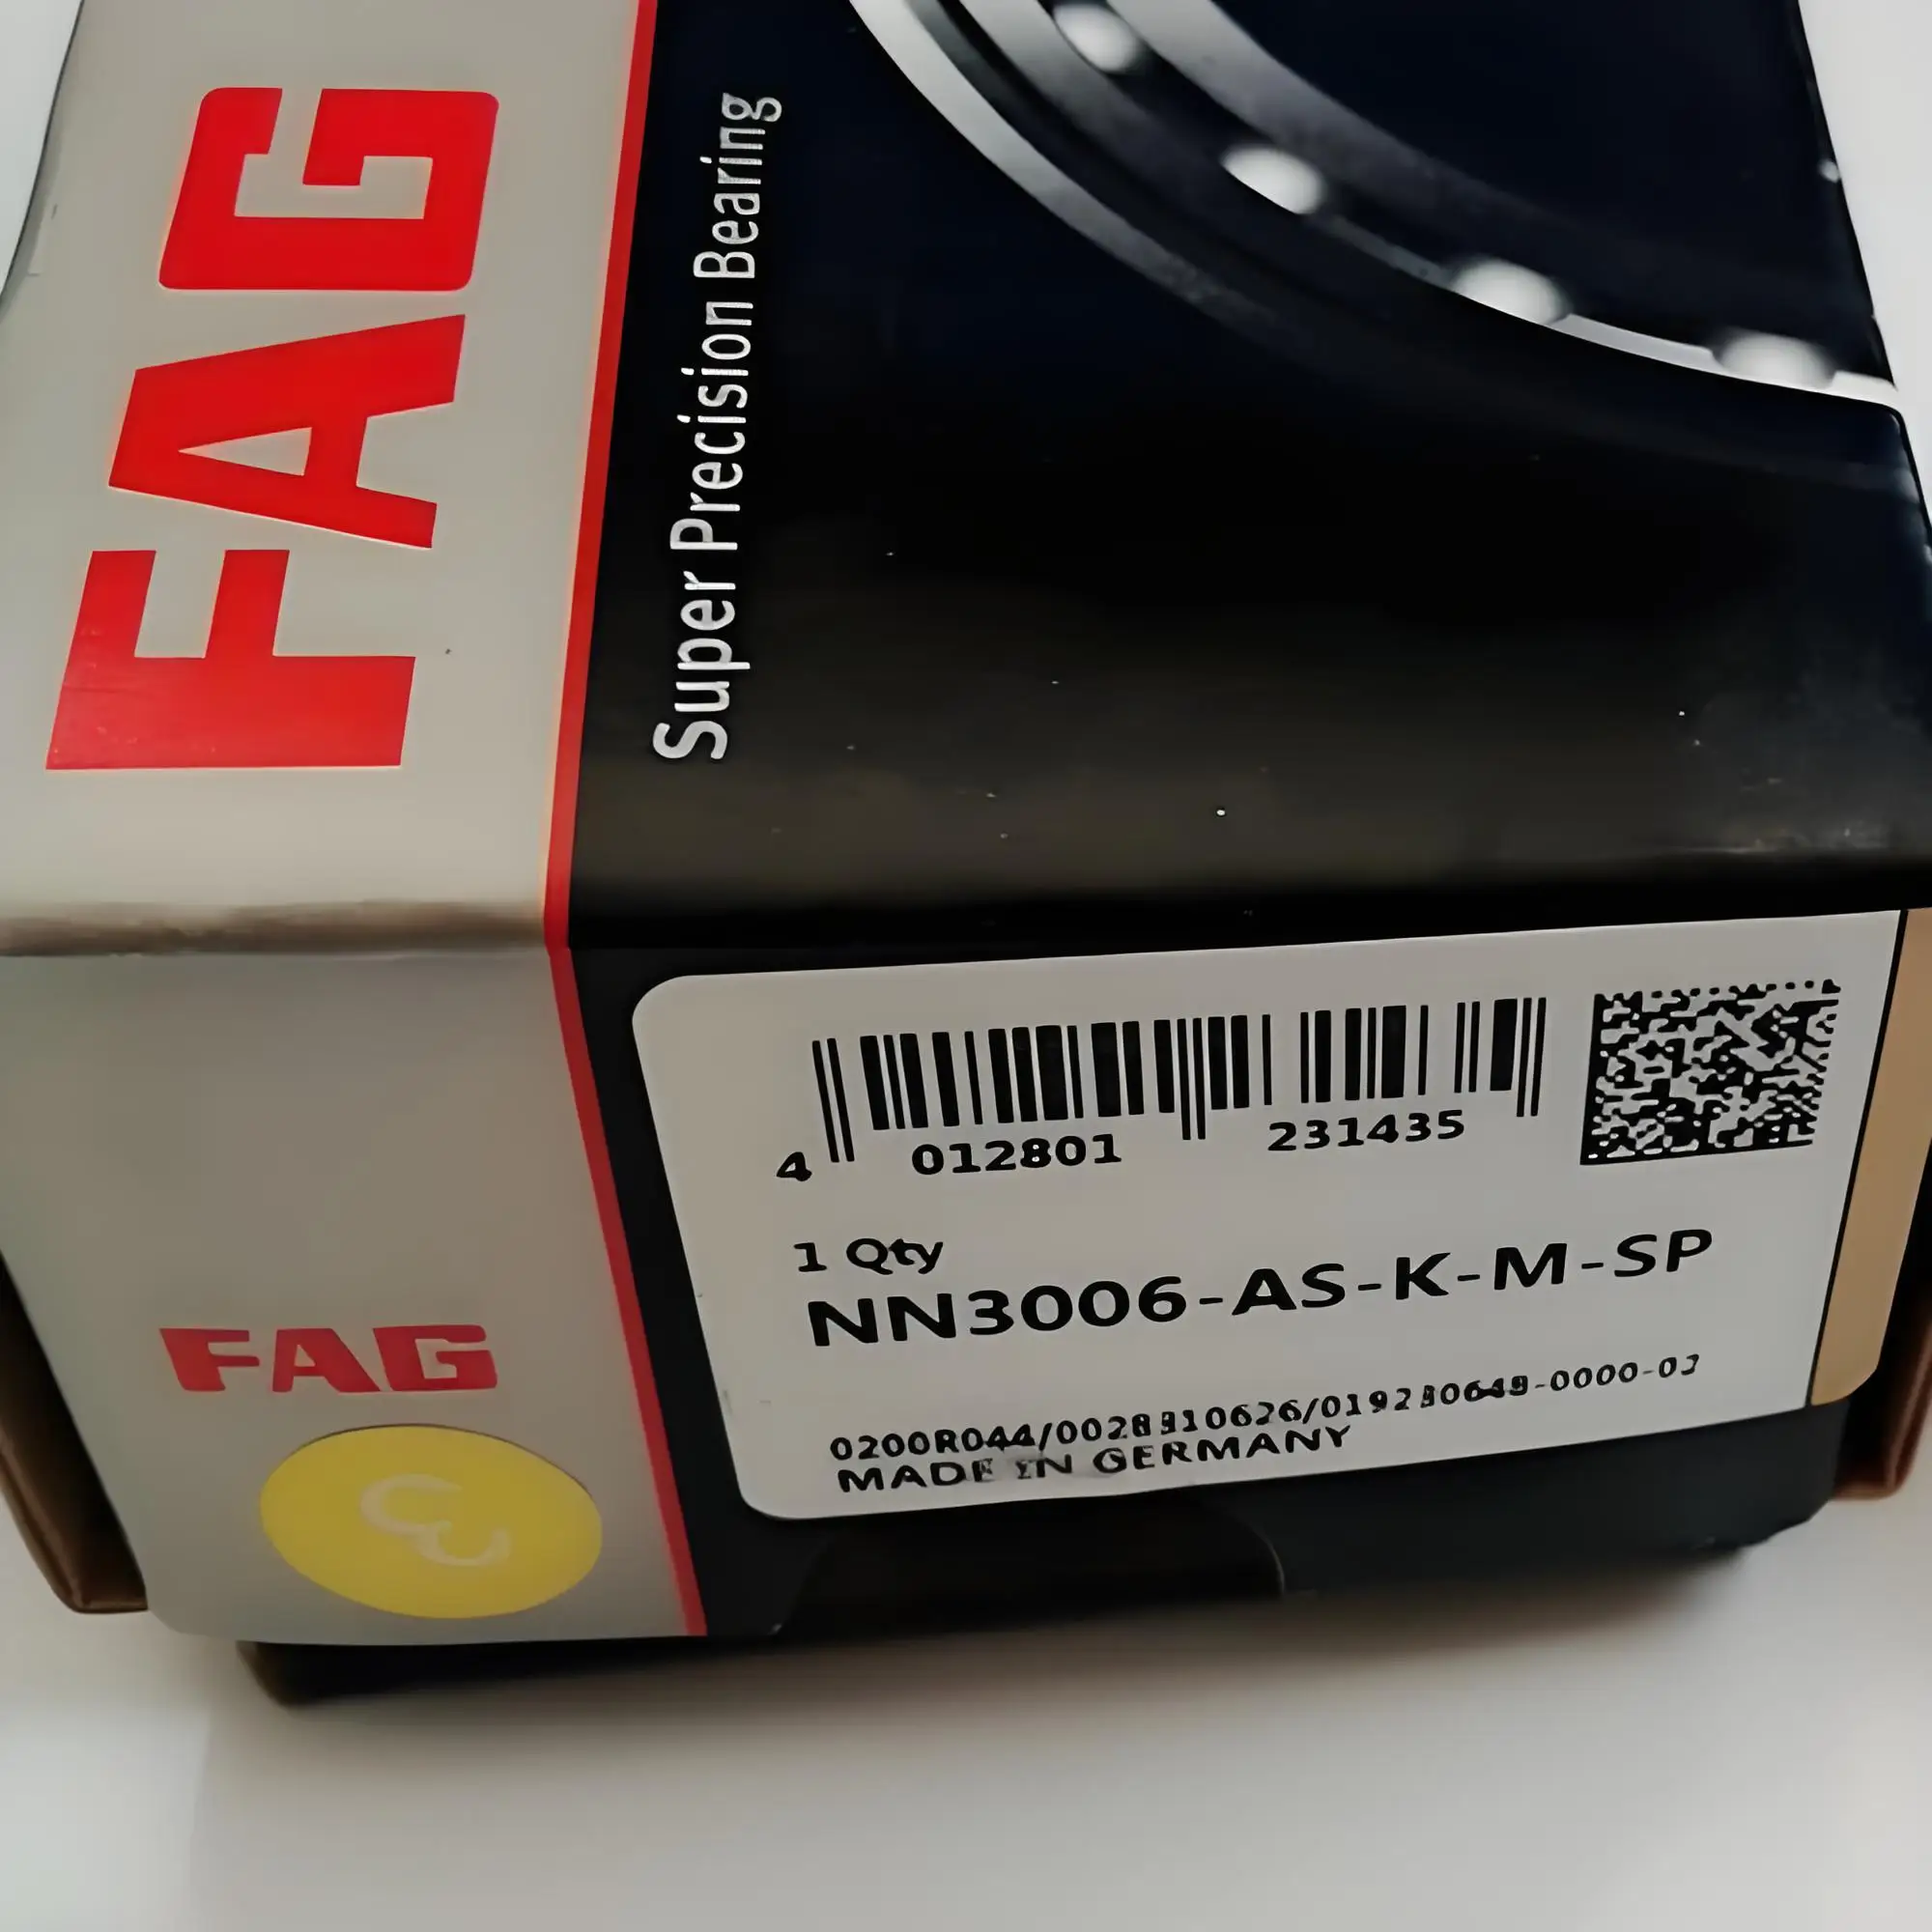 FAG
Super Precision Bearing
4 012801 231435
1 Qty
NN3006-AS-K-M-SP
MADE IN GERMANY
FAG